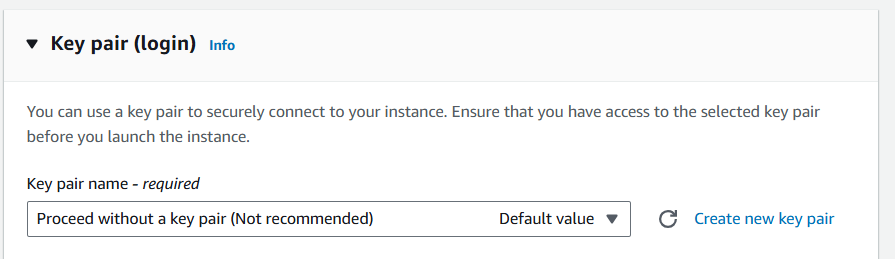 Key pair (login) Info
You can use a key pair to securely connect to your instance. Ensure that you have access to the selected key pair
before you launch the instance.
Key pair name - required
Proceed without a key pair (Not recommended) Default value Create new key pair